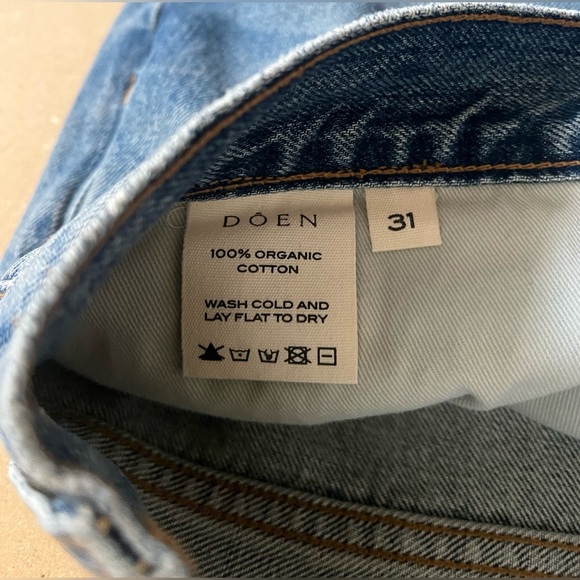 DÔEN
31
100% ORGANIC
COTTON
WASH COLD AND
LAY FLAT TO DRY